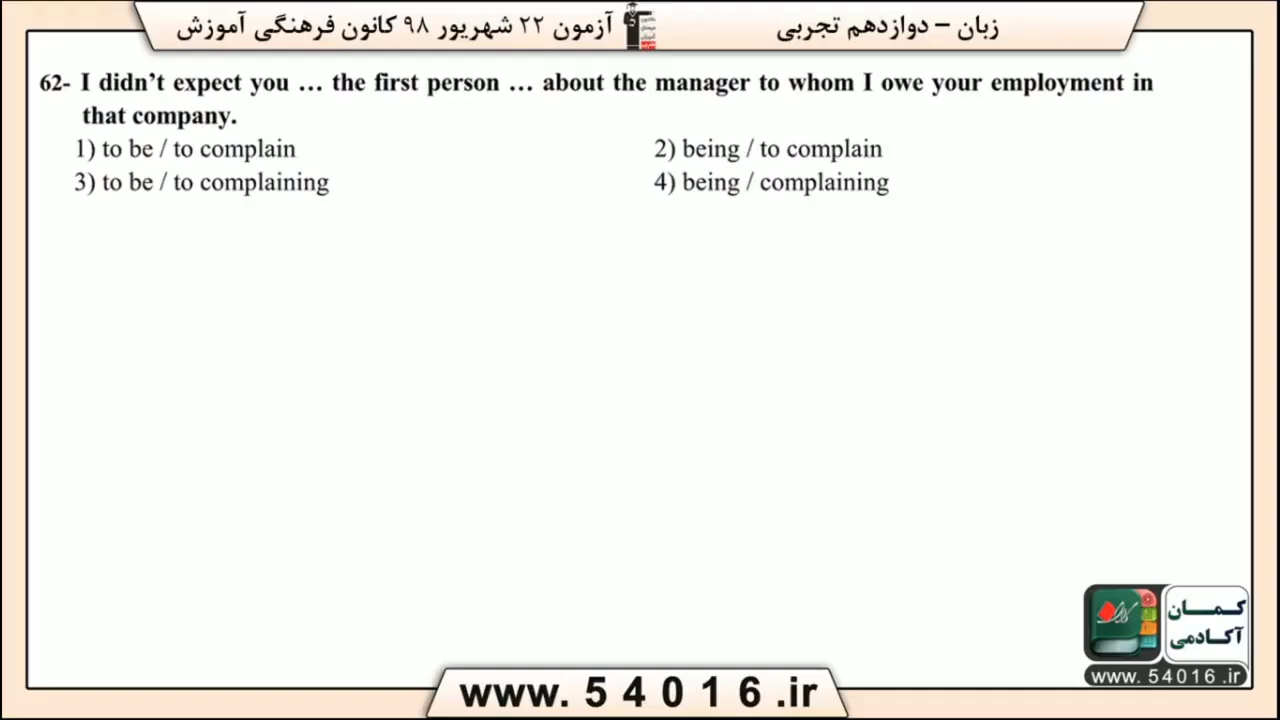 زبان – دوازدهم تجربی
آزمون ۲۲ شهریور ۹۸ کانون فرهنگی آموزش
62- I didn’t expect you … the first person … about the manager to whom I owe your employment in
that company.
1) to be / to complain
2) being / to complain
3) to be / to complaining
4) being / complaining
کمان
آکادمی
www. 54016 .ir
www. 5 4 0 1 6 .ir